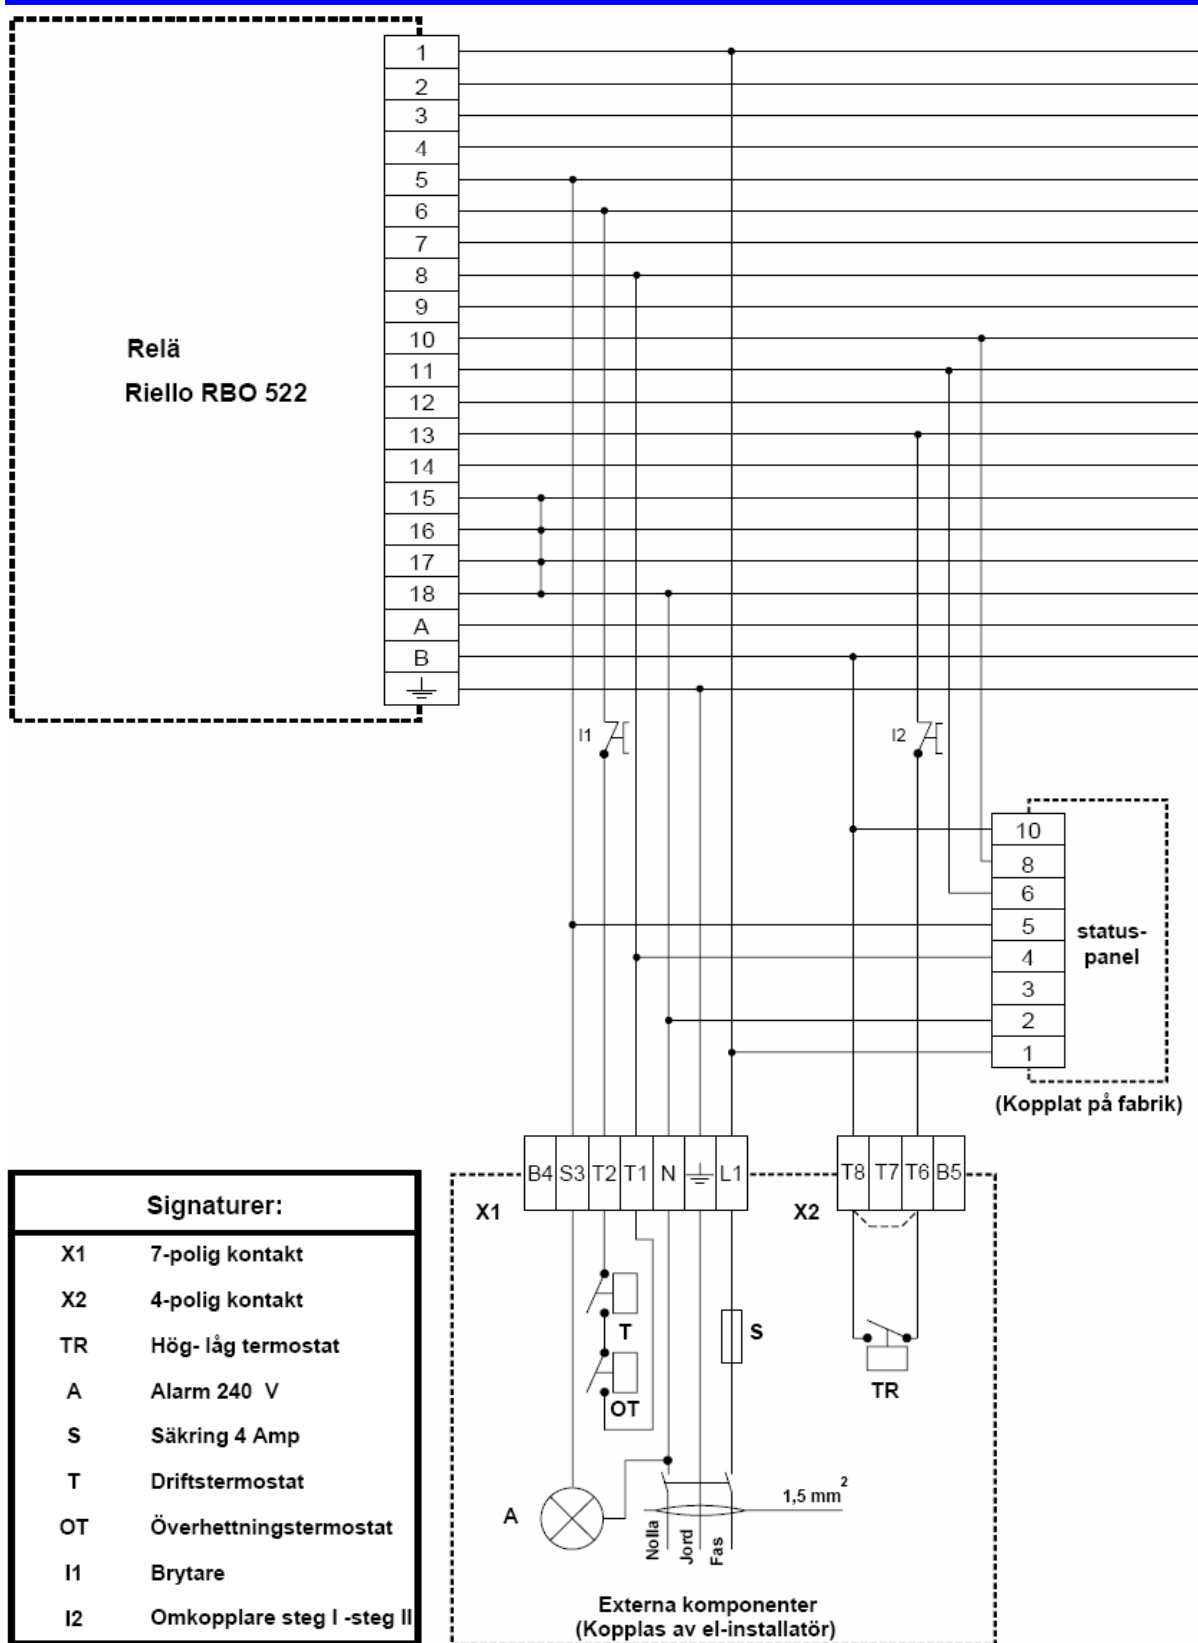 1
2
3
4
5
6
7
8
9
10
11
12
13
14
15
16
17
18
A
B
Relä
Riello RBO 522
I1
I2
10
8
6
5
4
3
2
1
status-
panel
(Kopplat på fabrik)
B4 S3 T2 T1 N L1
X1
T8 T7 T6 B5
X2
T
OT
S
TR
A
1,5 mm²
Nolla
Jord
Fas
Externa komponenter
(Kopplas av el-installatör)
Signaturer:
X1 7-polig kontakt
X2 4-polig kontakt
TR Hög- låg termostat
A Alarm 240 V
S Säkring 4 Amp
T Driftstermostat
OT Överhettningstermostat
I1 Brytare
I2 Omkopplare steg I -steg II